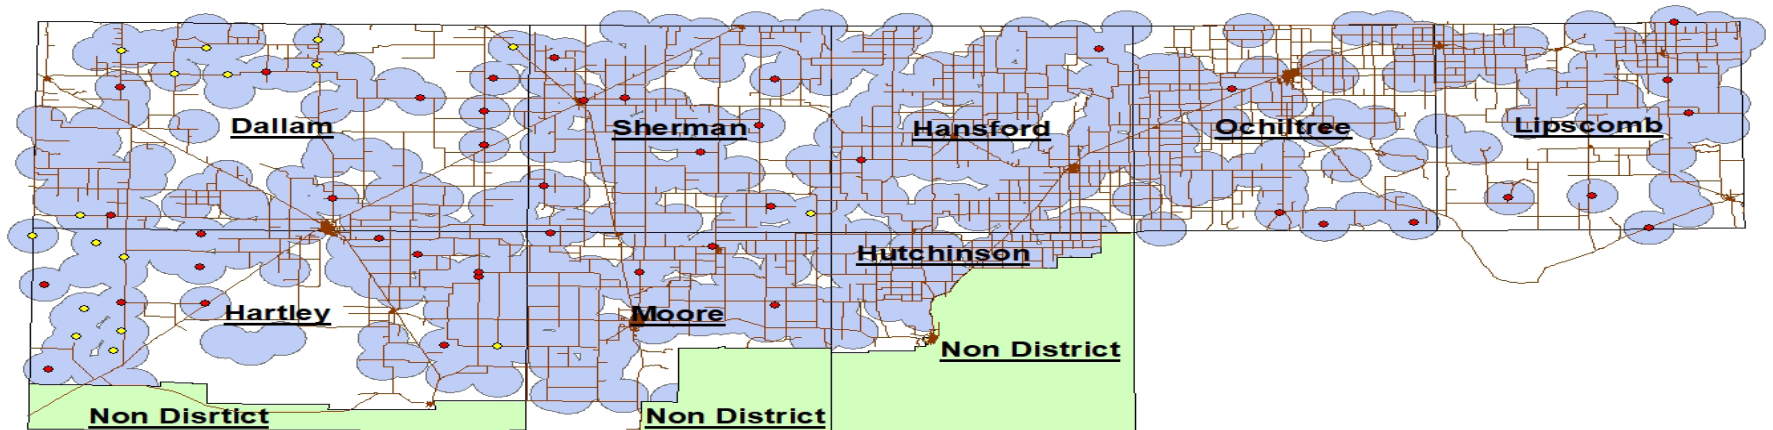 Dallam
Sherman
Hansford
Ochiltree
Lipscomb
Hutchinson
Hartley
Moore
Non District
Non Disrtict
Non District